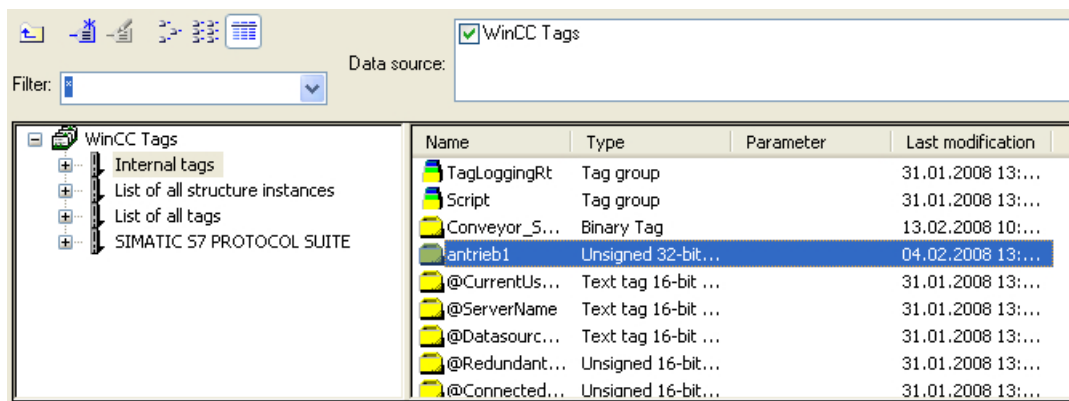 WinCC Tags
Data source:
Filter: *
WinCC Tags
Internal tags
List of all structure instances
List of all tags
SIMATIC S7 PROTOCOL SUITE
Name Type Parameter Last modification
TagLoggingRt Tag group 31.01.2008 13:...
Script Tag group 31.01.2008 13:...
Conveyor_S... Binary Tag 13.02.2008 10:...
antrieb1 Unsigned 32-bit... 04.02.2008 13:...
@CurrentUs... Text tag 16-bit ... 31.01.2008 13:...
@ServerName Text tag 16-bit ... 31.01.2008 13:...
@Datasourc... Text tag 16-bit ... 31.01.2008 13:...
@Redundant... Unsigned 16-bit... 31.01.2008 13:...
@Connected... Unsigned 16-bit... 31.01.2008 13:...